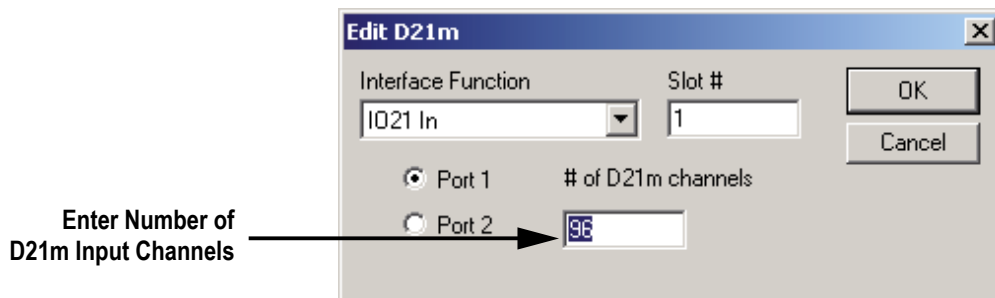 Edit D21m
Interface Function
Slot #
IO21 In
1
OK
Cancel
Port 1
# of D21m channels
Port 2
96
Enter Number of
D21m Input Channels